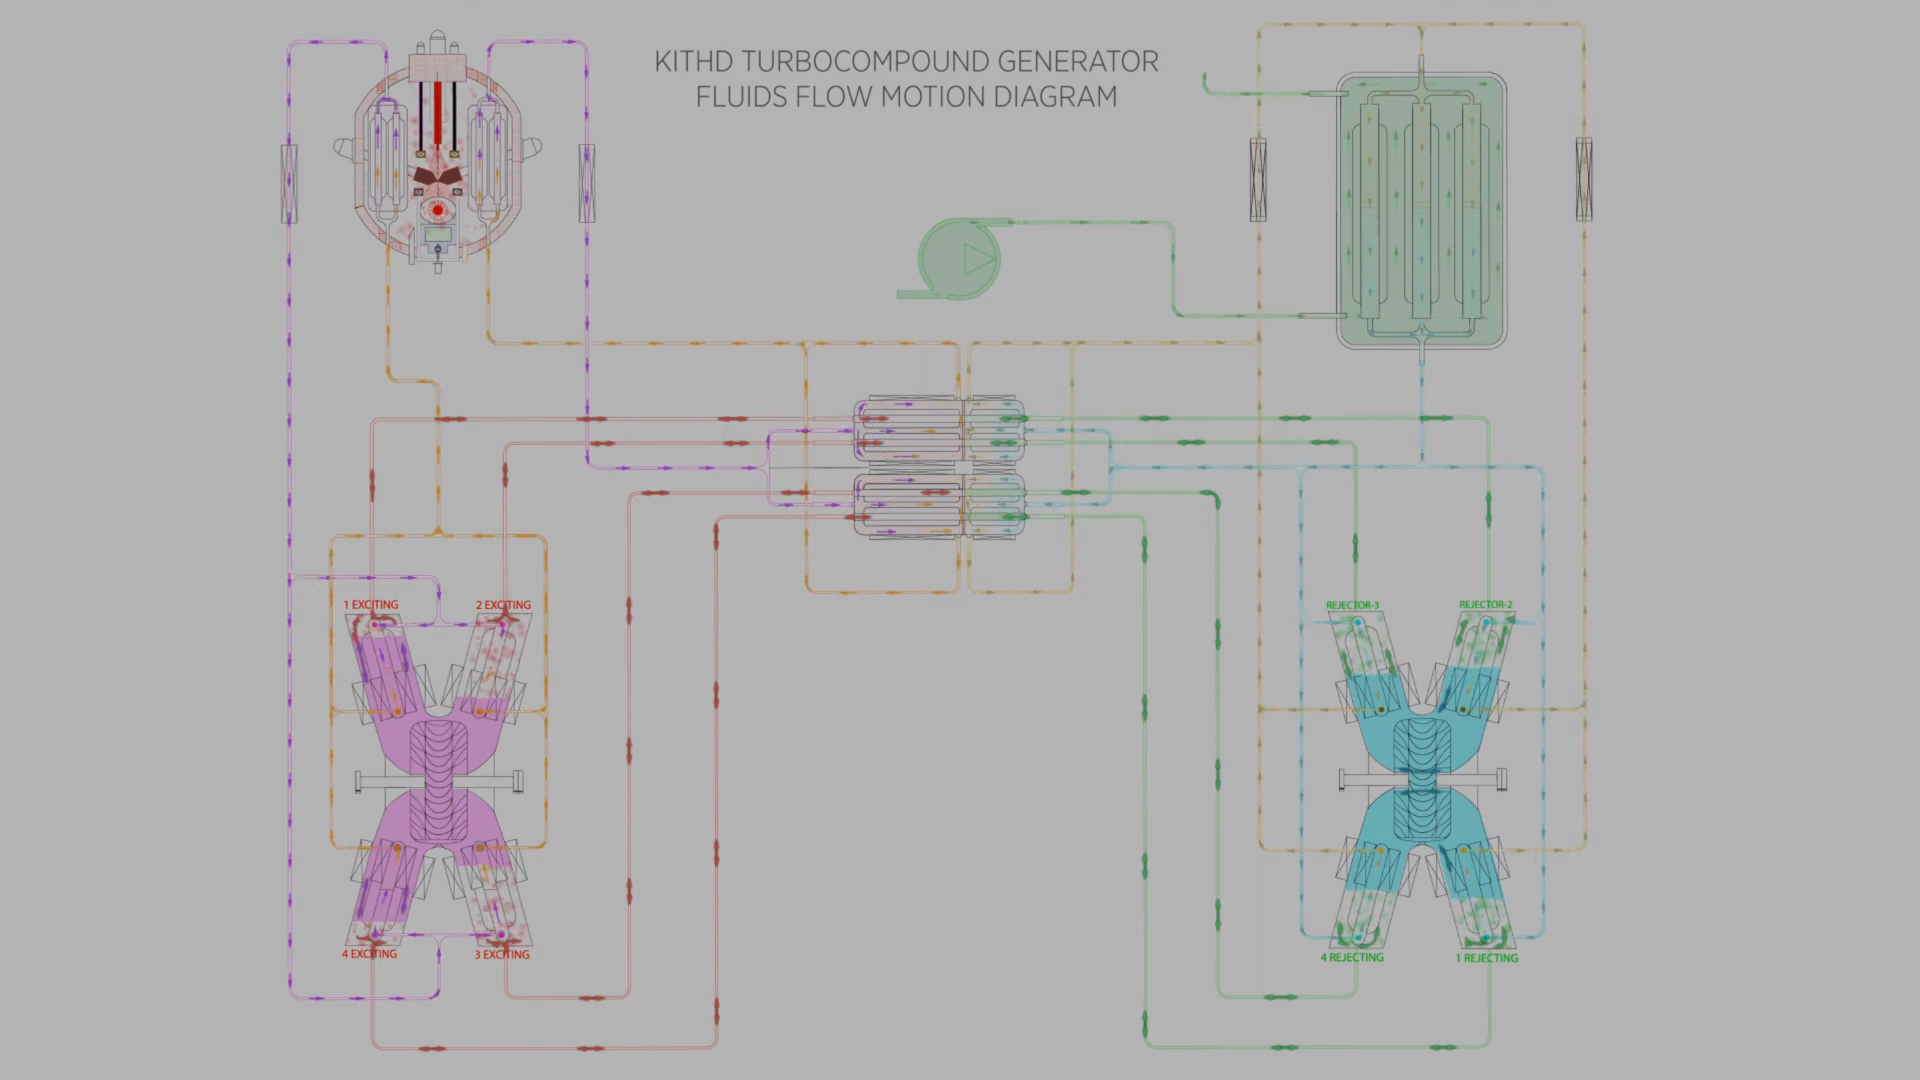 KITHD TURBOCOMPOUND GENERATOR
FLUIDS FLOW MOTION DIAGRAM
1 EXCITING
2 EXCITING
REJECTOR-3
REJECTOR-2
4 EXCITING
3 EXCITING
4 REJECTING
1 REJECTING